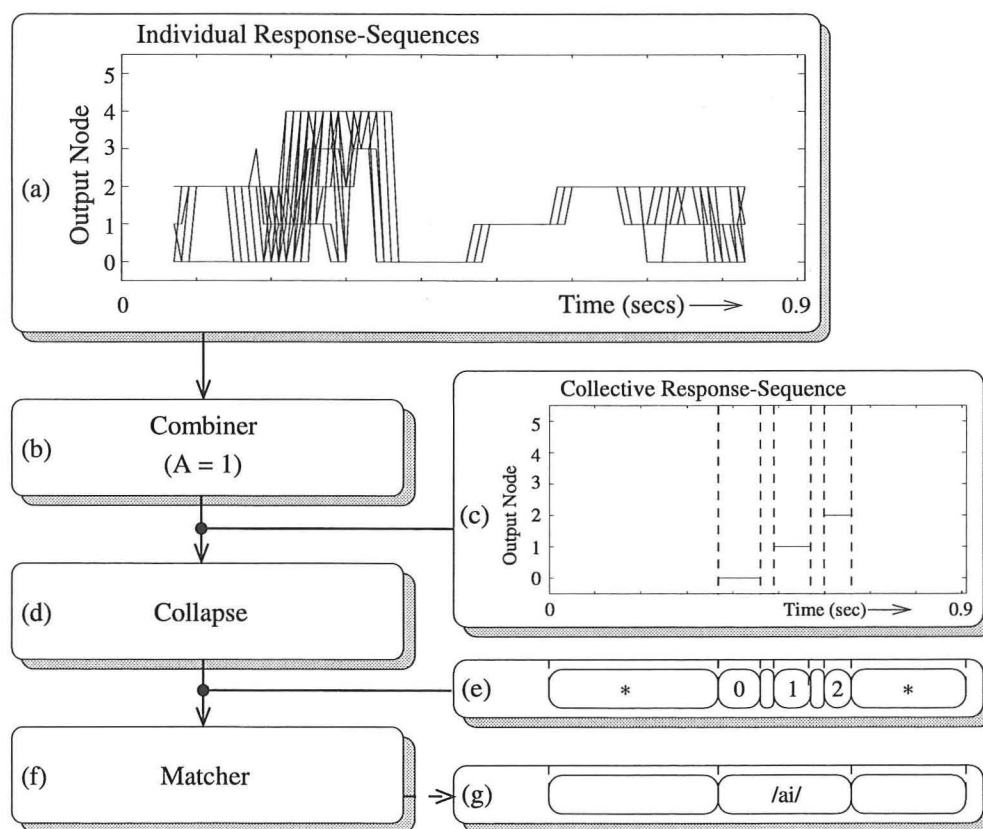 Individual Response-Sequences
(a)
Output Node
5
4
3
2
1
0
0
Time (secs)
0.9
(b)
Combiner
(A = 1)
Collective Response-Sequence
(c)
Output Node
5
4
3
2
1
0
0
Time (sec)
0.9
(d)
Collapse
(e)
* 0 1 2 *
(f)
Matcher
(g)
/ai/